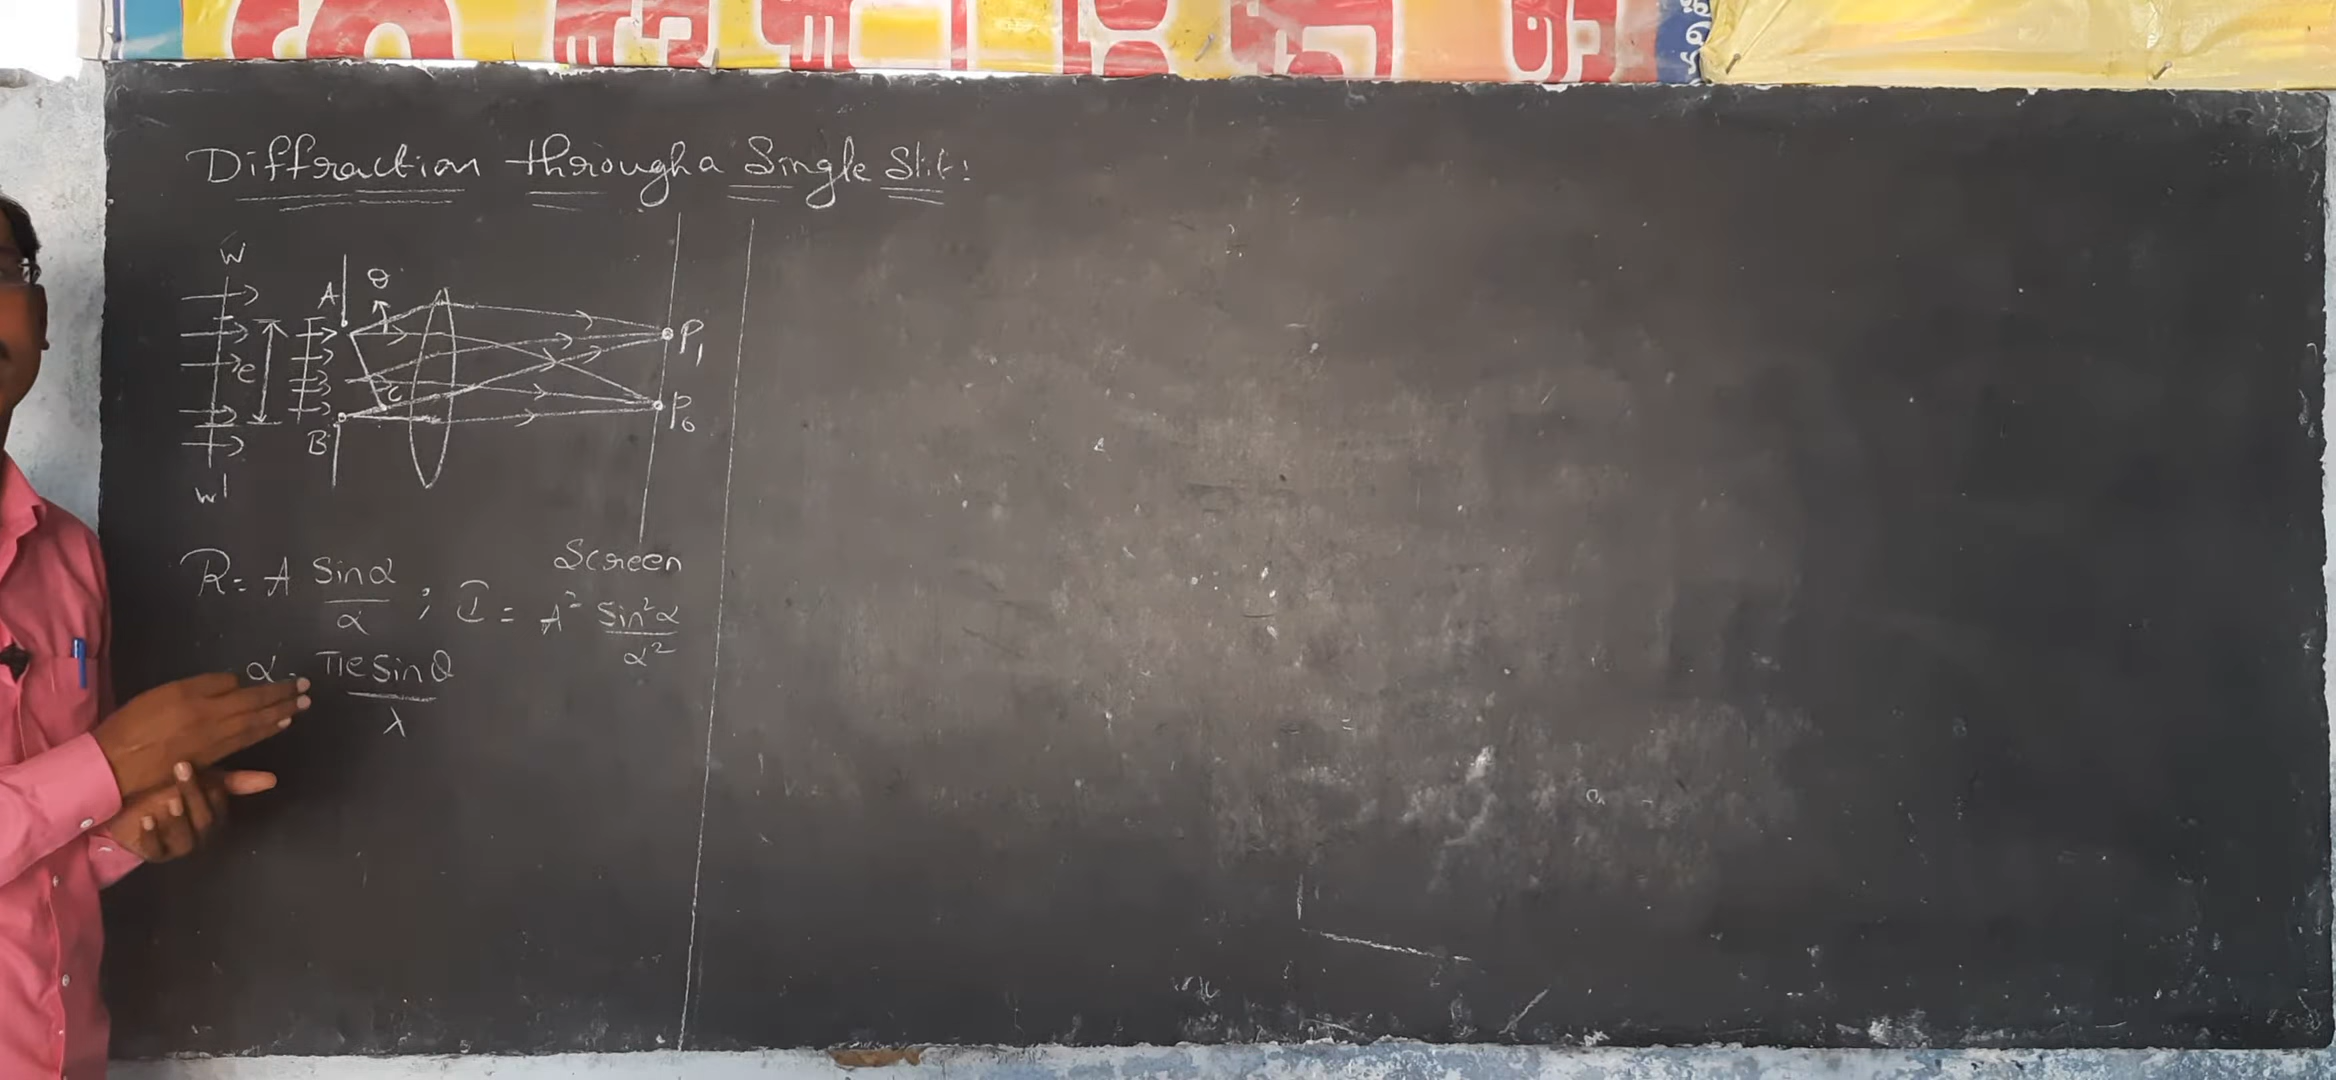 Diffraction through a Single Slit:
W
A θ
e
P₁
C
P₀
B
W|
Screen
R = A Sinα/α ; I = A² Sin²α/α²
α = πe Sinθ/λ